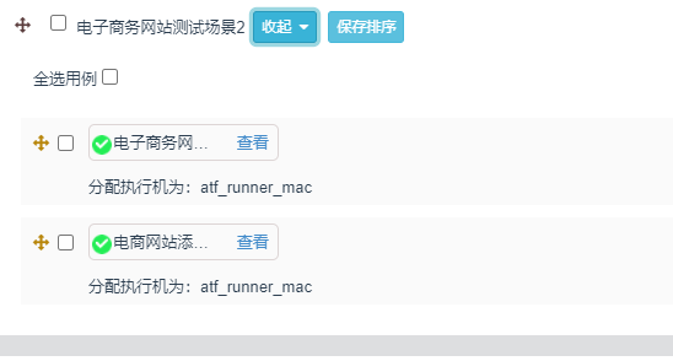 电子商务网站测试场景2 收起 保存排序
全选用例
电子商务网... 查看
分配执行机为：atf_runner_mac
电商网站添... 查看
分配执行机为：atf_runner_mac